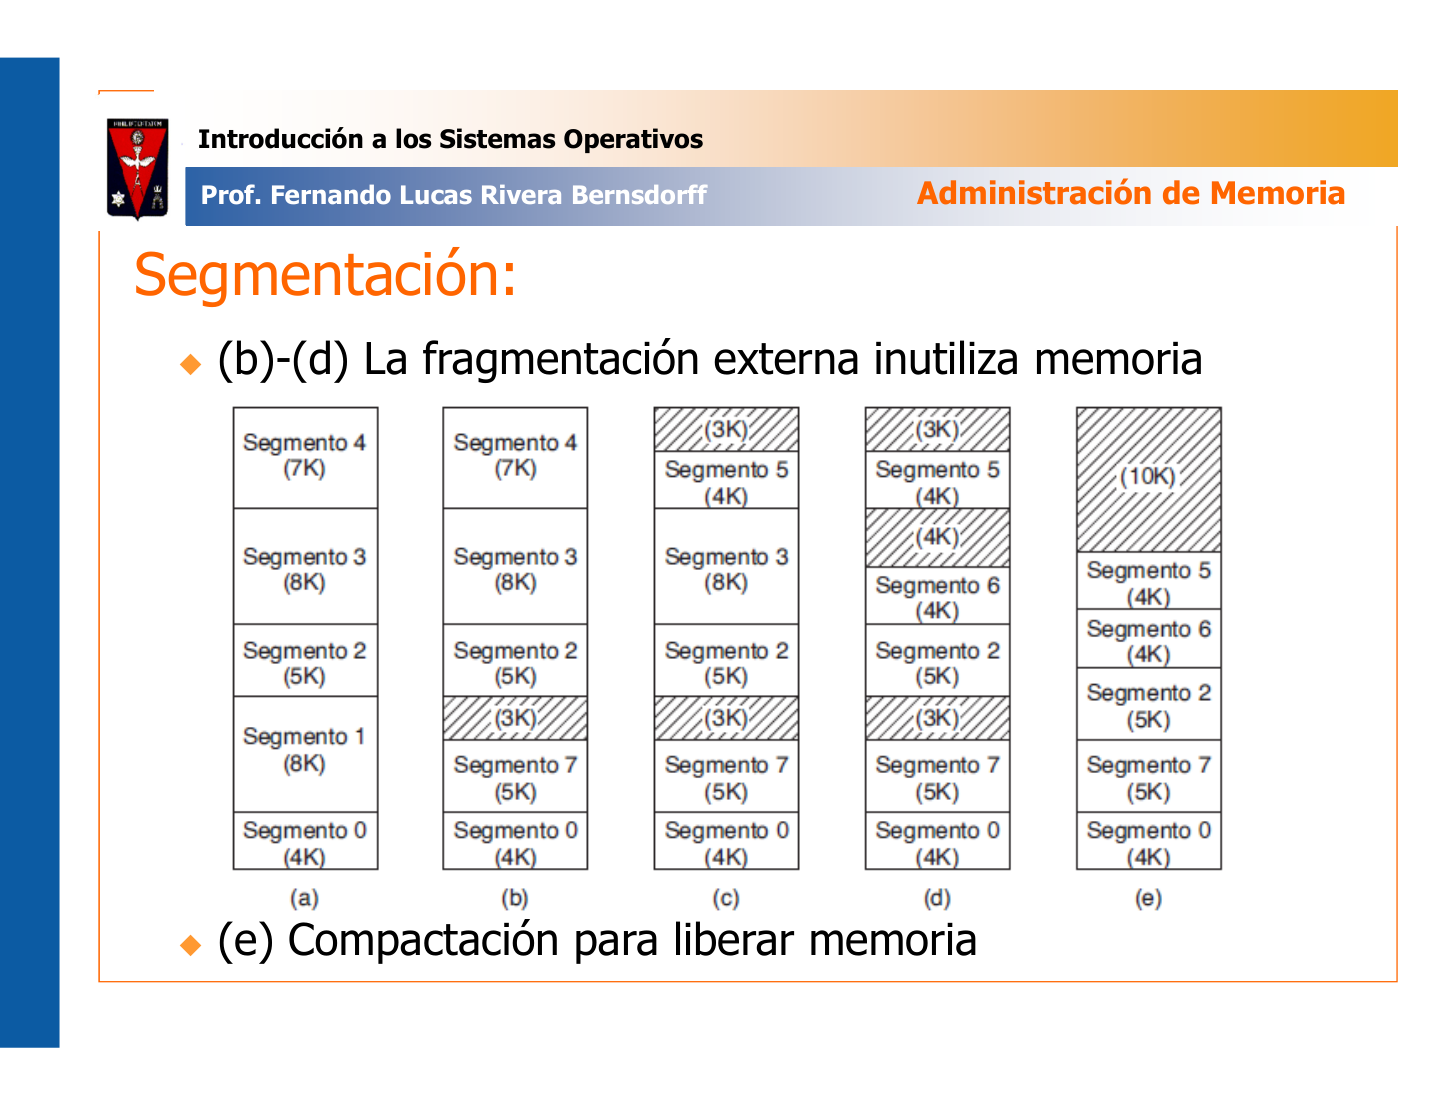 Introducción a los Sistemas Operativos
Prof. Fernando Lucas Rivera Bernsdorff
Administración de Memoria
Segmentación:
(b)-(d) La fragmentación externa inutiliza memoria
Segmento 4
(7K)
Segmento 3
(8K)
Segmento 2
(5K)
Segmento 1
(8K)
Segmento 0
(4K)
(a)
Segmento 4
(7K)
Segmento 3
(8K)
Segmento 2
(5K)
(3K)
Segmento 7
(5K)
Segmento 0
(4K)
(b)
(3K)
Segmento 5
(4K)
Segmento 3
(8K)
Segmento 2
(5K)
(3K)
Segmento 7
(5K)
Segmento 0
(4K)
(c)
(3K)
Segmento 5
(4K)
(4K)
Segmento 6
(4K)
Segmento 2
(5K)
(3K)
Segmento 7
(5K)
Segmento 0
(4K)
(d)
(10K)
Segmento 5
(4K)
Segmento 6
(4K)
Segmento 2
(5K)
Segmento 7
(5K)
Segmento 0
(4K)
(e)
(e) Compactación para liberar memoria